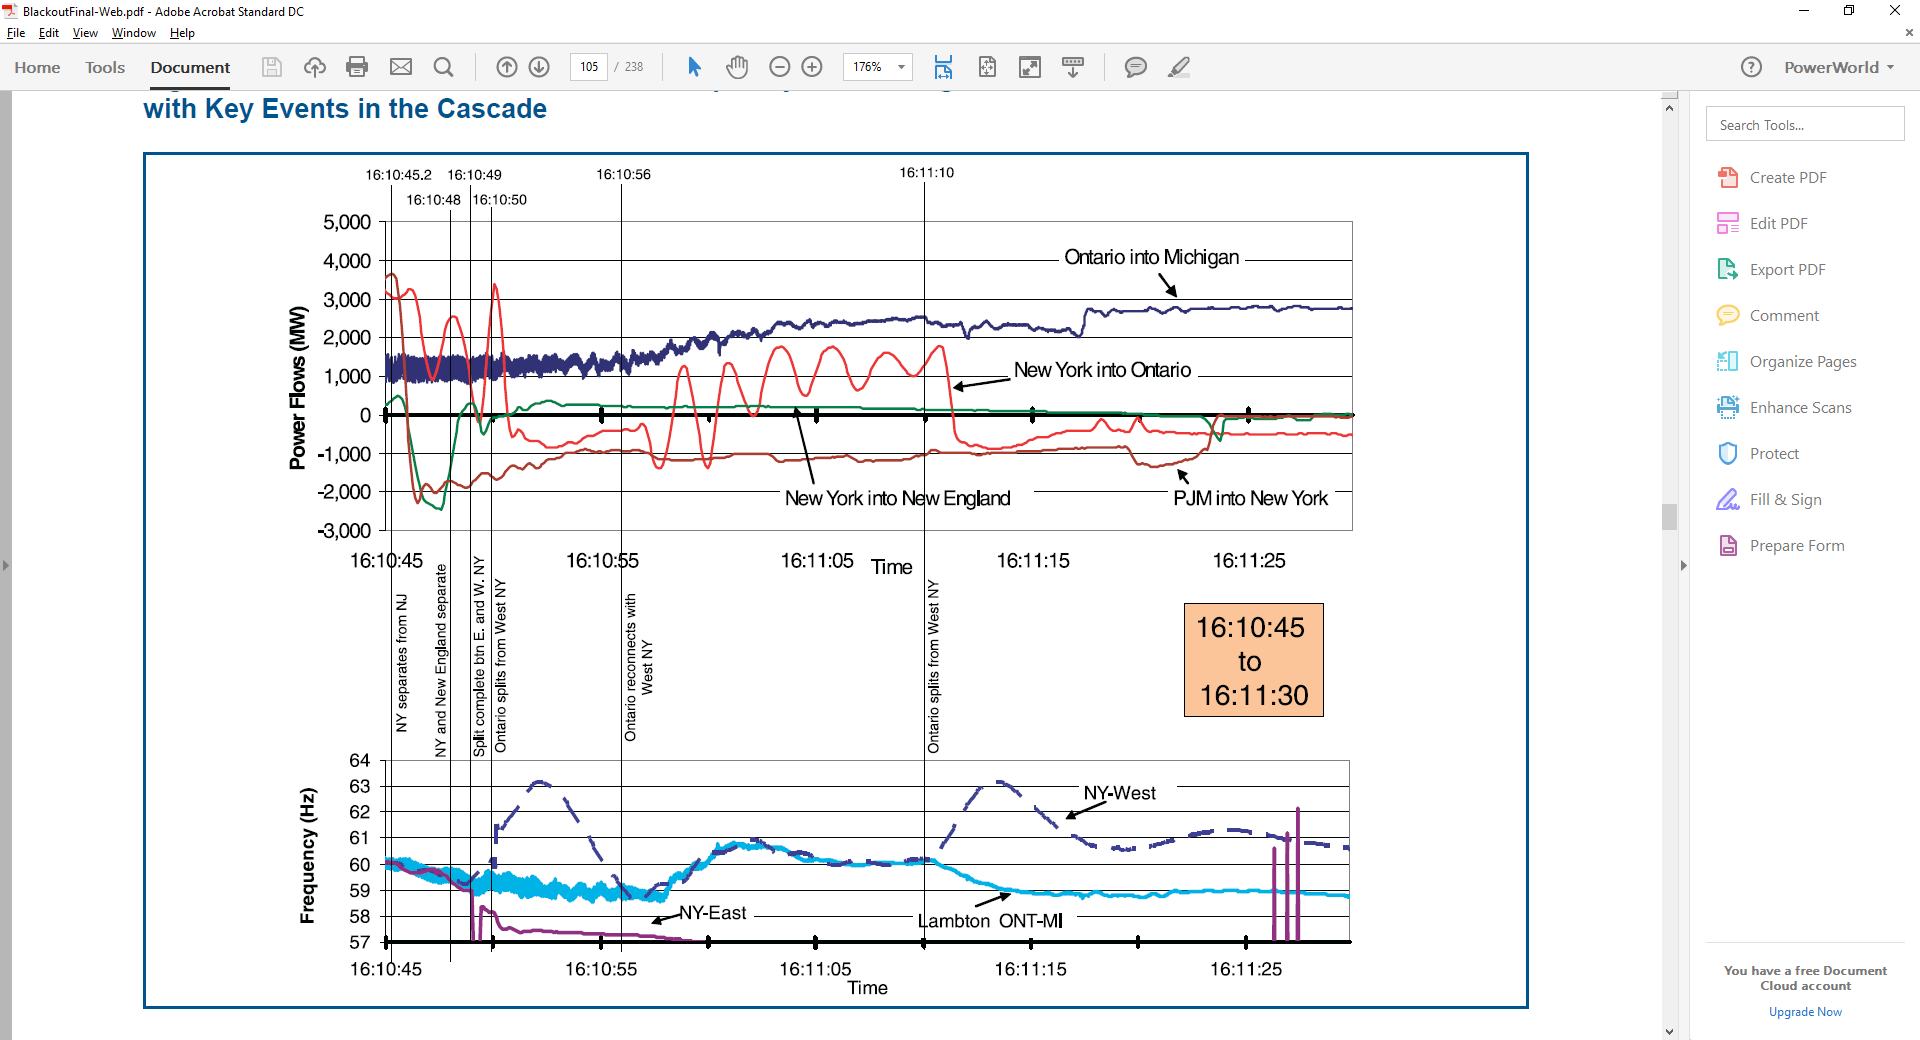 BlackoutFinal-Web.pdf - Adobe Acrobat Standard DC
File Edit View Window Help
Home Tools Document 105 / 238 176% PowerWorld
with Key Events in the Cascade
16:10:45.2 16:10:49 16:10:56 16:11:10
16:10:48 16:10:50
5,000
4,000
3,000
2,000
1,000
0
-1,000
-2,000
-3,000
Power Flows (MW)
Ontario into Michigan
New York into Ontario
New York into New England
PJM into New York
16:10:45 16:10:55 16:11:05 16:11:15 16:11:25
Time
NY separates from NJ
NY and New England separate
Split complete btn E. and W. NY
Ontario splits from West NY
Ontario reconnects with
West NY
Ontario splits from West NY
16:10:45
to
16:11:30
64
63
62
61
60
59
58
57
Frequency (Hz)
NY-West
NY-East
Lambton ONT-MI
16:10:45 16:10:55 16:11:05 16:11:15 16:11:25
Time
Search Tools...
Create PDF
Edit PDF
Export PDF
Comment
Organize Pages
Enhance Scans
Protect
Fill & Sign
Prepare Form
You have a free Document
Cloud account
Upgrade Now